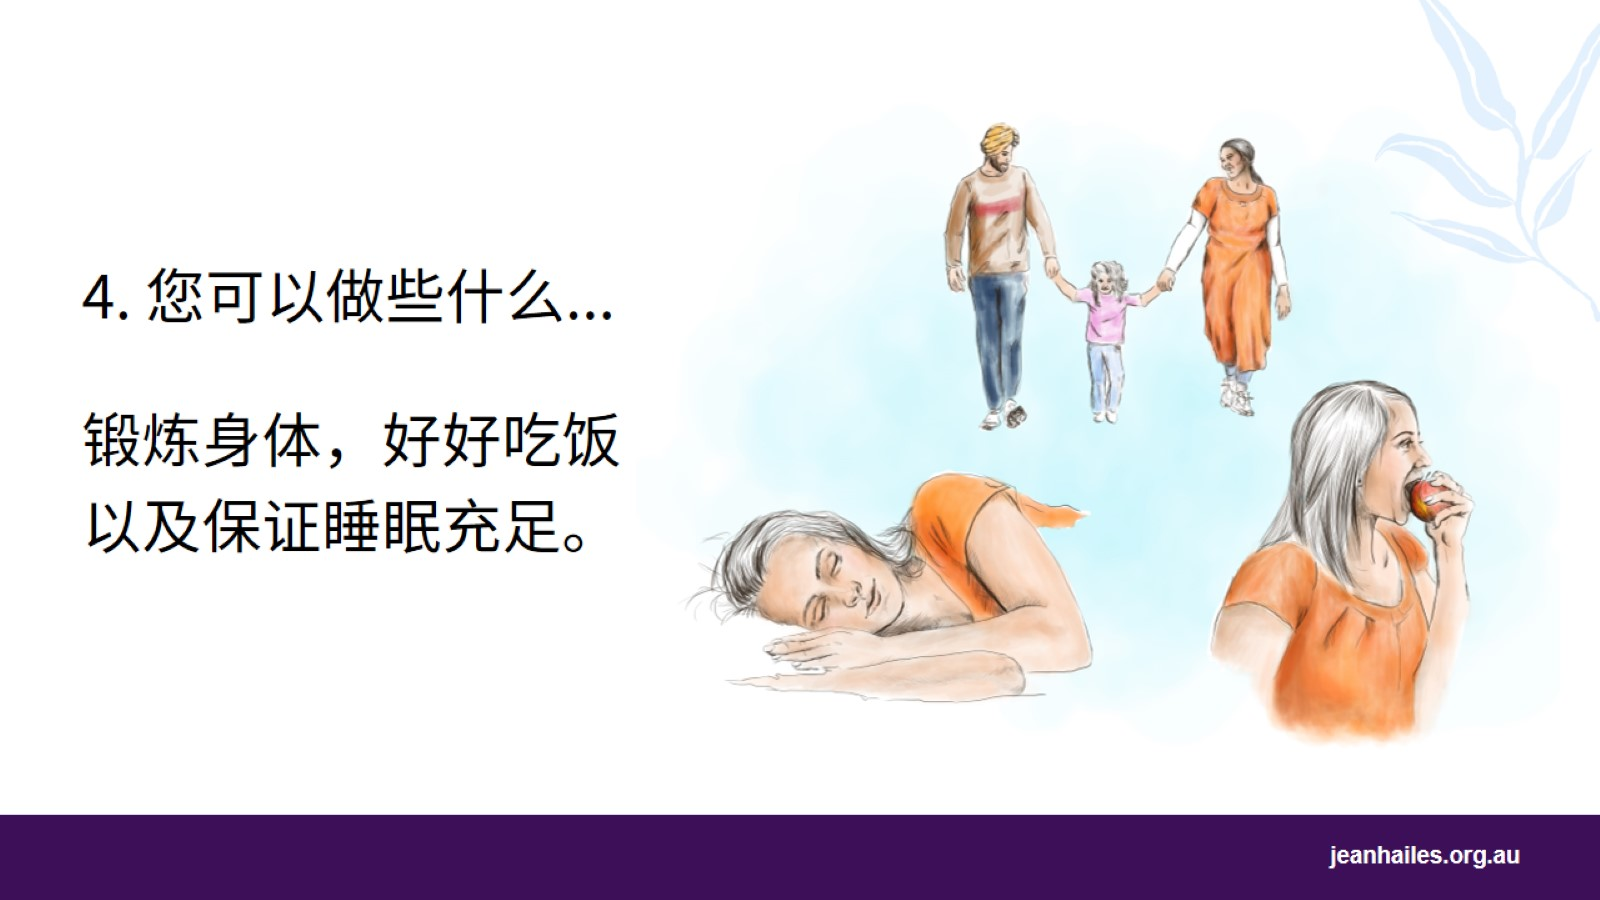 4. 您可以做些什么...
锻炼身体，好好吃饭
以及保证睡眠充足。
jeanhailes.org.au